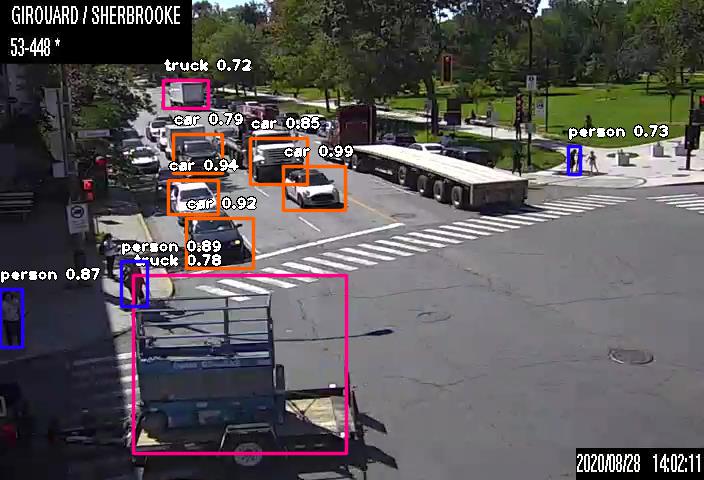 GIROUARD / SHERBROOKE
53-448 *
truck 0.72
car 0.79
car 0.85
car 0.99
person 0.73
car 0.94
car 0.92
person 0.89
truck 0.78
person 0.87
2020/08/28 14:02:11